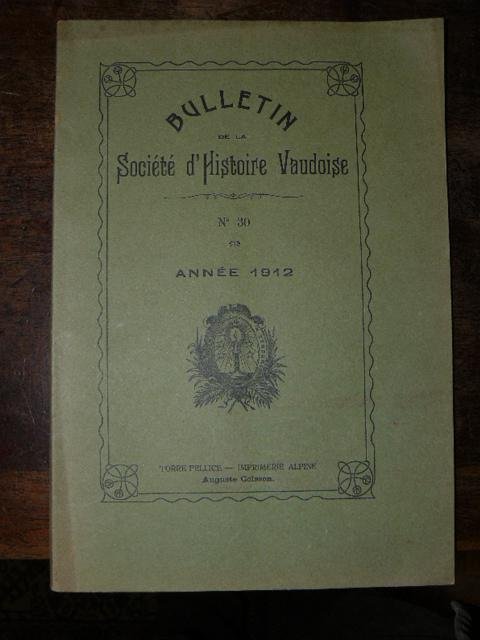 BULLETIN
DE LA
Société d'Histoire Vaudoise
N° 30
ANNÉE 1912
TORRE PELLICE — IMPRIMERIE ALPINE
Auguste Coïsson.